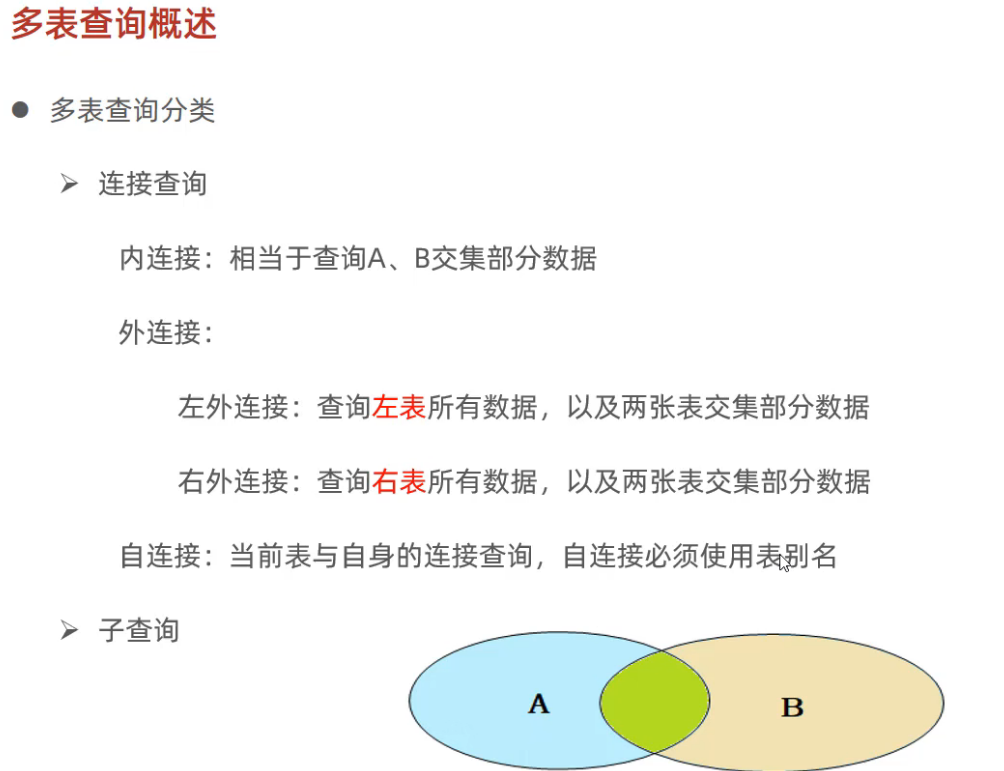 多表查询概述
多表查询分类
连接查询
内连接：相当于查询A、B交集部分数据
外连接：
左外连接：查询左表所有数据，以及两张表交集部分数据
右外连接：查询右表所有数据，以及两张表交集部分数据
自连接：当前表与自身的连接查询，自连接必须使用表别名
子查询
A
B